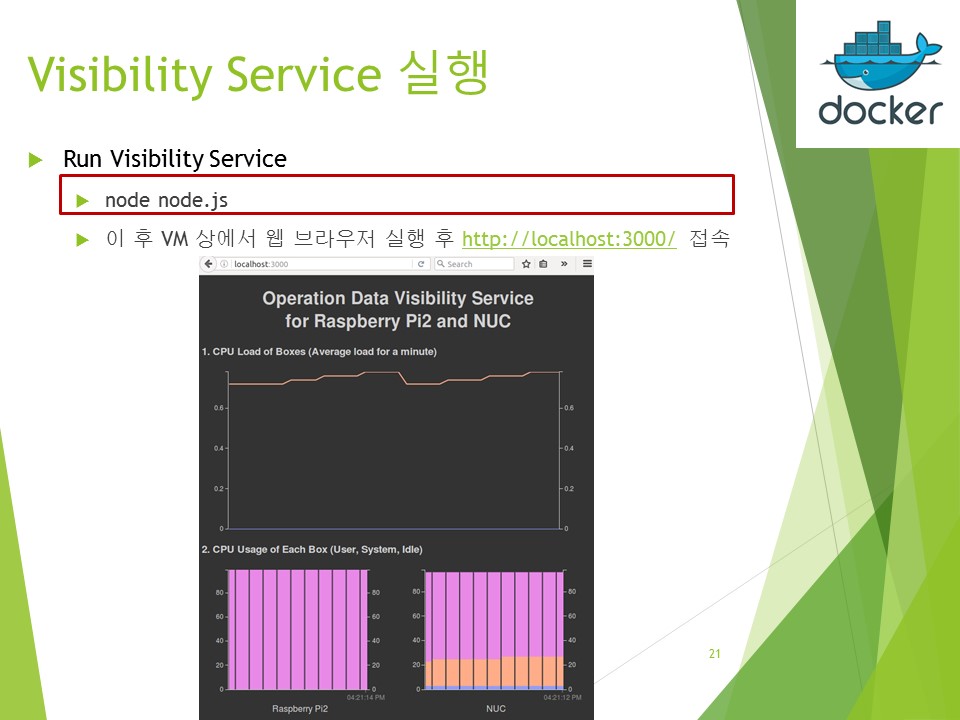 Visibility Service 실행
docker
Run Visibility Service
node node.js
이 후 VM 상에서 웹 브라우저 실행 후 http://localhost:3000/ 접속
localhost:3000
Search
Operation Data Visibility Service
for Raspberry Pi2 and NUC
1. CPU Load of Boxes (Average load for a minute)
0.6 0.6
0.4 0.4
0.2 0.2
0 0
2. CPU Usage of Each Box (User, System, Idle)
80 80 80 80
60 60 60 60
40 40 40 40
20 20 20 20
0 0 0 0
04:21:14 PM 04:21:12 PM
Raspberry Pi2 NUC
21